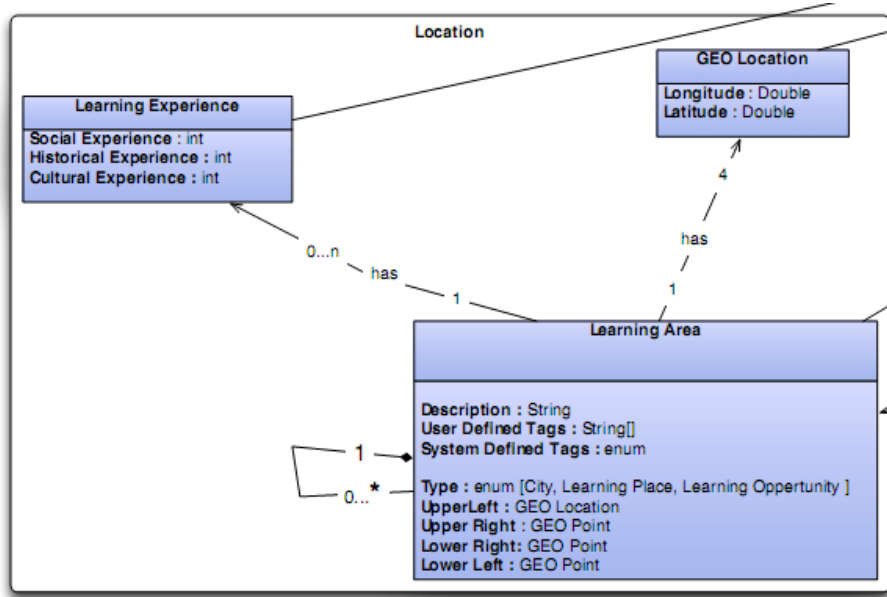 Location
GEO Location
Longitude : Double
Latitude : Double
Learning Experience
Social Experience : int
Historical Experience : int
Cultural Experience : int
4
has
1
0...n
has
1
Learning Area
Description : String
User Defined Tags : String[]
System Defined Tags : enum
Type : enum [City, Learning Place, Learning Oppertunity ]
UpperLeft : GEO Location
Upper Right : GEO Point
Lower Right: GEO Point
Lower Left : GEO Point
1
0...*